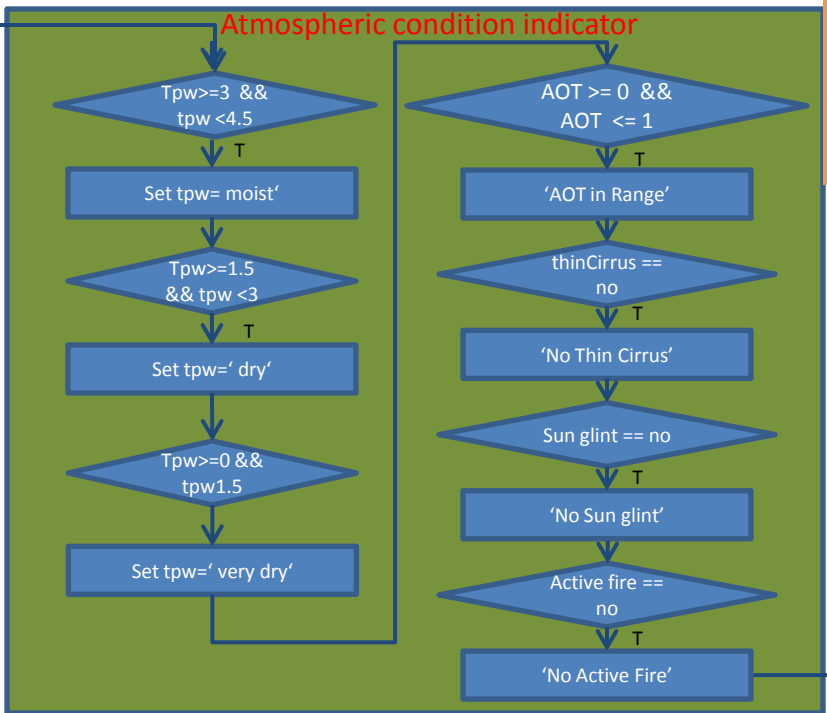 Atmospheric condition indicator
Tpw>=3 &&
tpw <4.5
T
Set tpw= moist‘
Tpw>=1.5
&& tpw <3
T
Set tpw=‘ dry‘
Tpw>=0 &&
tpw1.5
Set tpw=‘ very dry‘
AOT >= 0 &&
AOT <= 1
T
‘AOT in Range’
thinCirrus ==
no
T
‘No Thin Cirrus’
Sun glint == no
T
‘No Sun glint’
Active fire ==
no
T
‘No Active Fire’